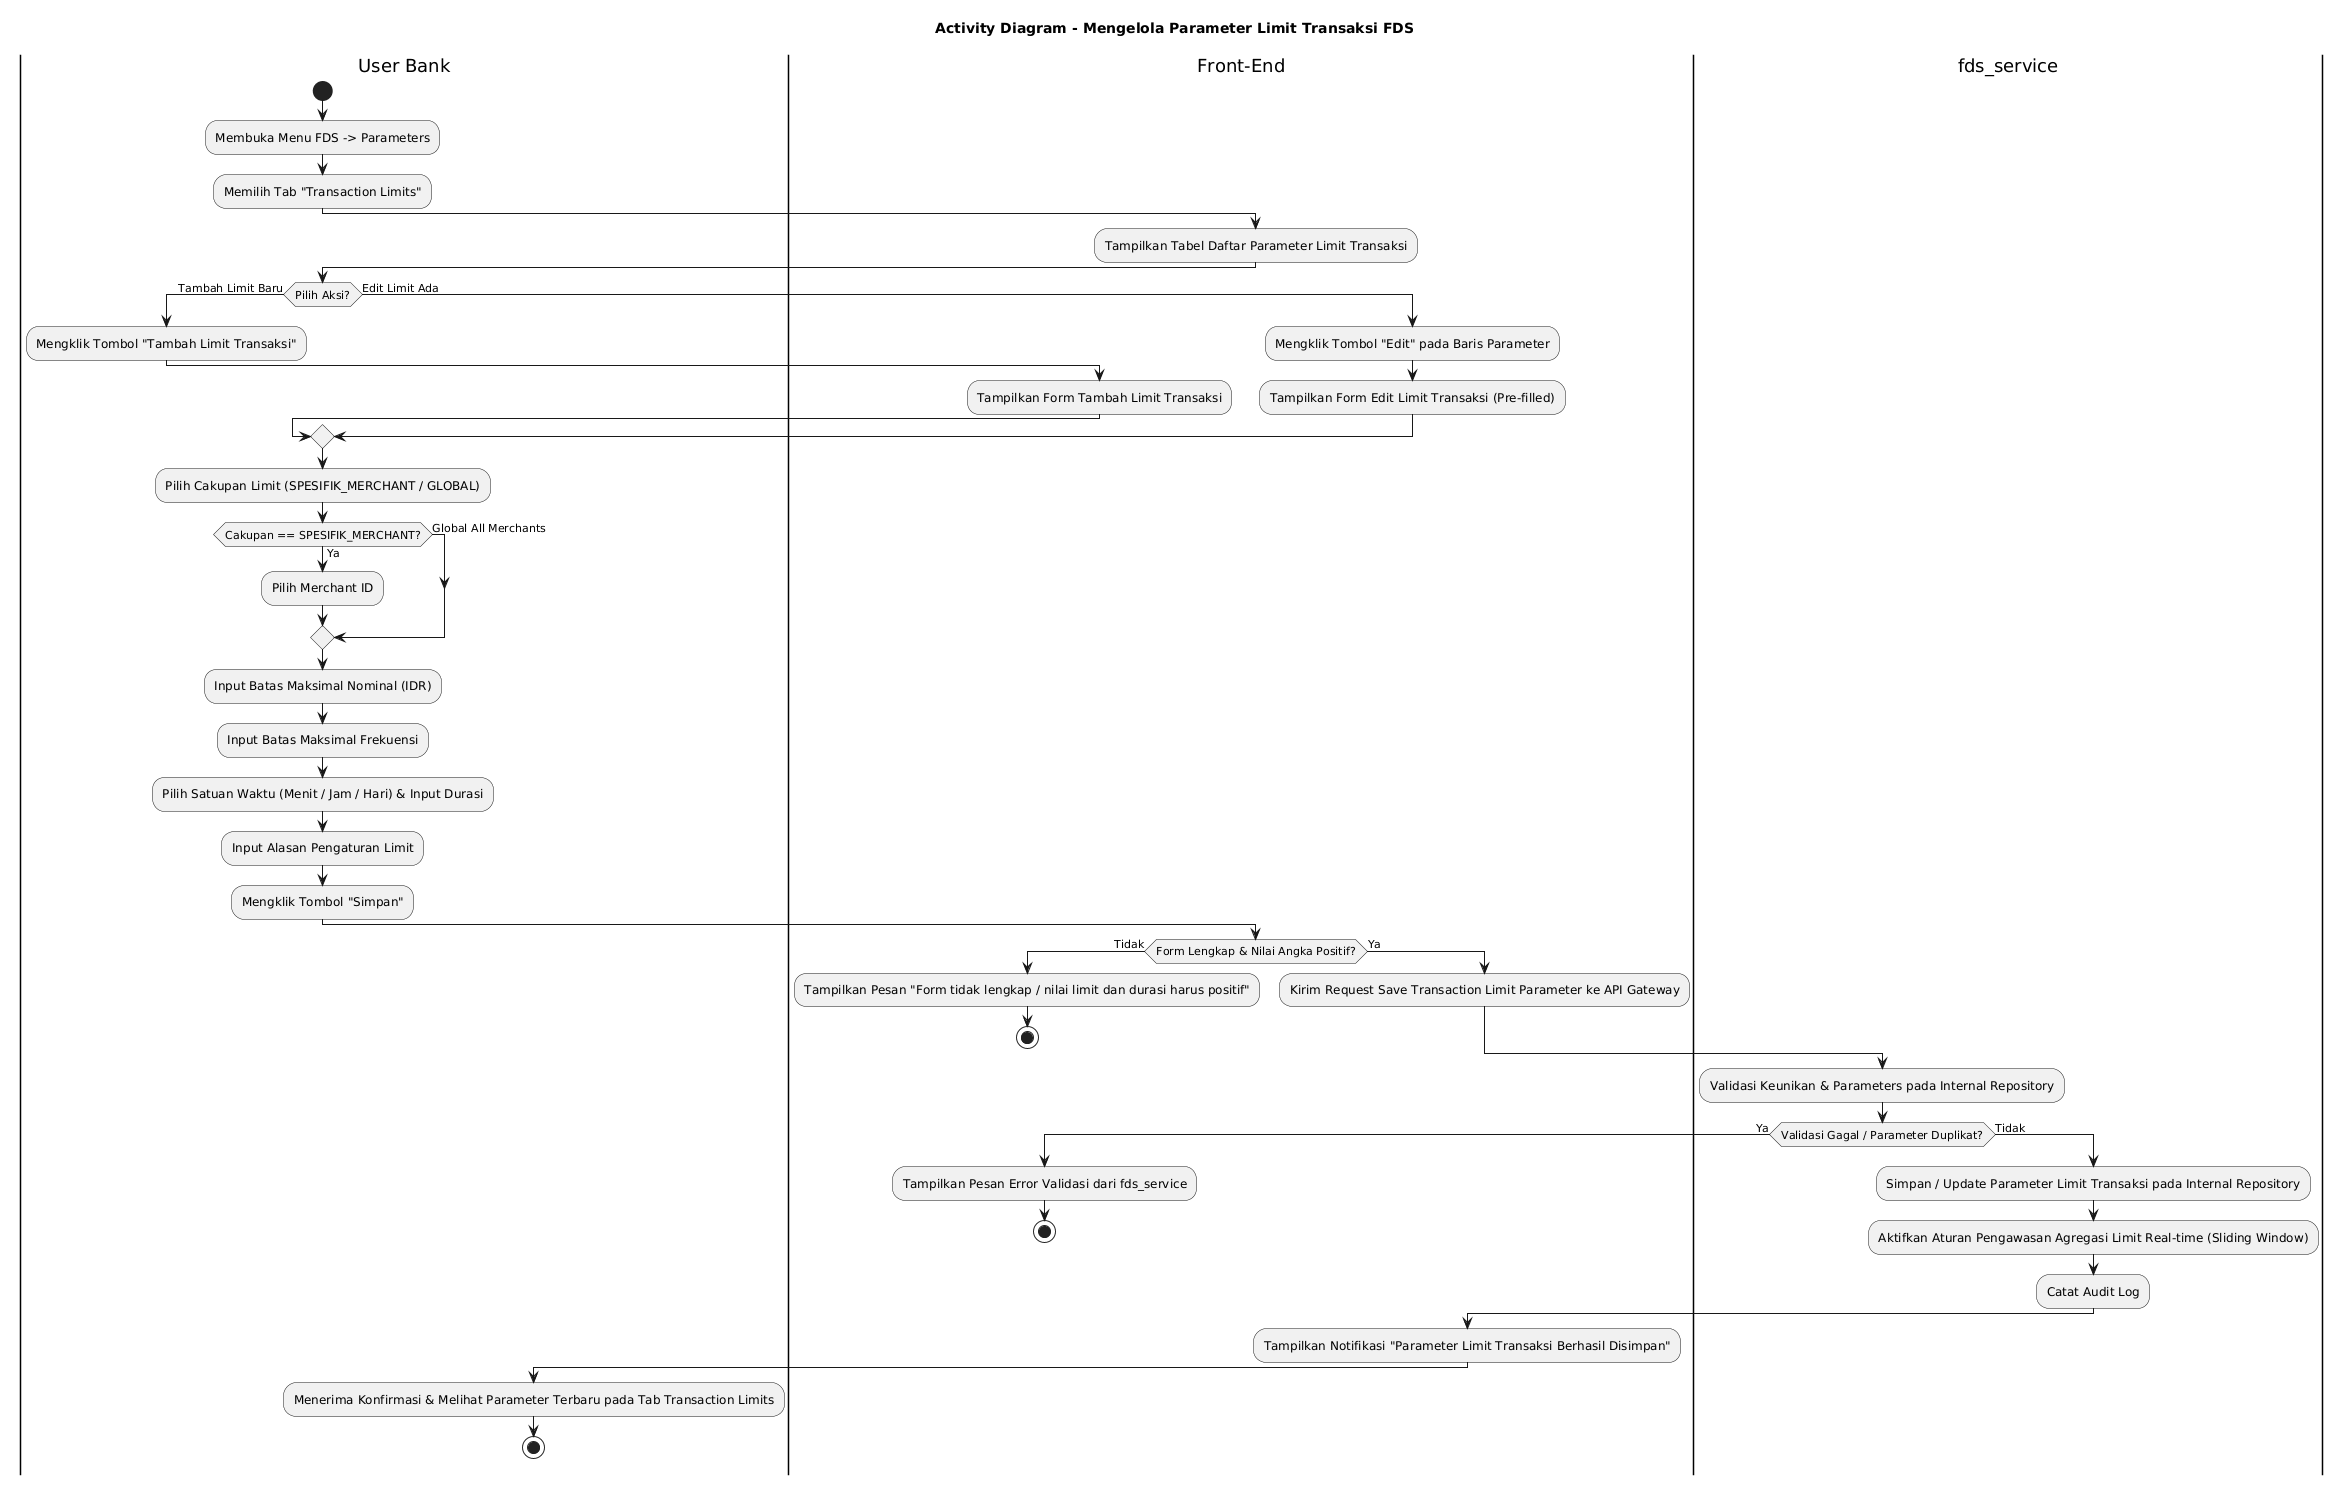 Activity Diagram - Mengelola Parameter Limit Transaksi FDS
User Bank
Front-End
fds_service
Membuka Menu FDS -> Parameters
Memilih Tab "Transaction Limits"
Tampilkan Tabel Daftar Parameter Limit Transaksi
Tambah Limit Baru
Pilih Aksi?
Edit Limit Ada
Mengklik Tombol "Tambah Limit Transaksi"
Mengklik Tombol "Edit" pada Baris Parameter
Tampilkan Form Tambah Limit Transaksi
Tampilkan Form Edit Limit Transaksi (Pre-filled)
Pilih Cakupan Limit (SPESIFIK_MERCHANT / GLOBAL)
Cakupan == SPESIFIK_MERCHANT?
Global All Merchants
Ya
Pilih Merchant ID
Input Batas Maksimal Nominal (IDR)
Input Batas Maksimal Frekuensi
Pilih Satuan Waktu (Menit / Jam / Hari) & Input Durasi
Input Alasan Pengaturan Limit
Mengklik Tombol "Simpan"
Tidak
Form Lengkap & Nilai Angka Positif?
Ya
Tampilkan Pesan "Form tidak lengkap / nilai limit dan durasi harus positif"
Kirim Request Save Transaction Limit Parameter ke API Gateway
Validasi Keunikan & Parameters pada Internal Repository
Ya
Validasi Gagal / Parameter Duplikat?
Tidak
Tampilkan Pesan Error Validasi dari fds_service
Simpan / Update Parameter Limit Transaksi pada Internal Repository
Aktifkan Aturan Pengawasan Agregasi Limit Real-time (Sliding Window)
Catat Audit Log
Tampilkan Notifikasi "Parameter Limit Transaksi Berhasil Disimpan"
Menerima Konfirmasi & Melihat Parameter Terbaru pada Tab Transaction Limits